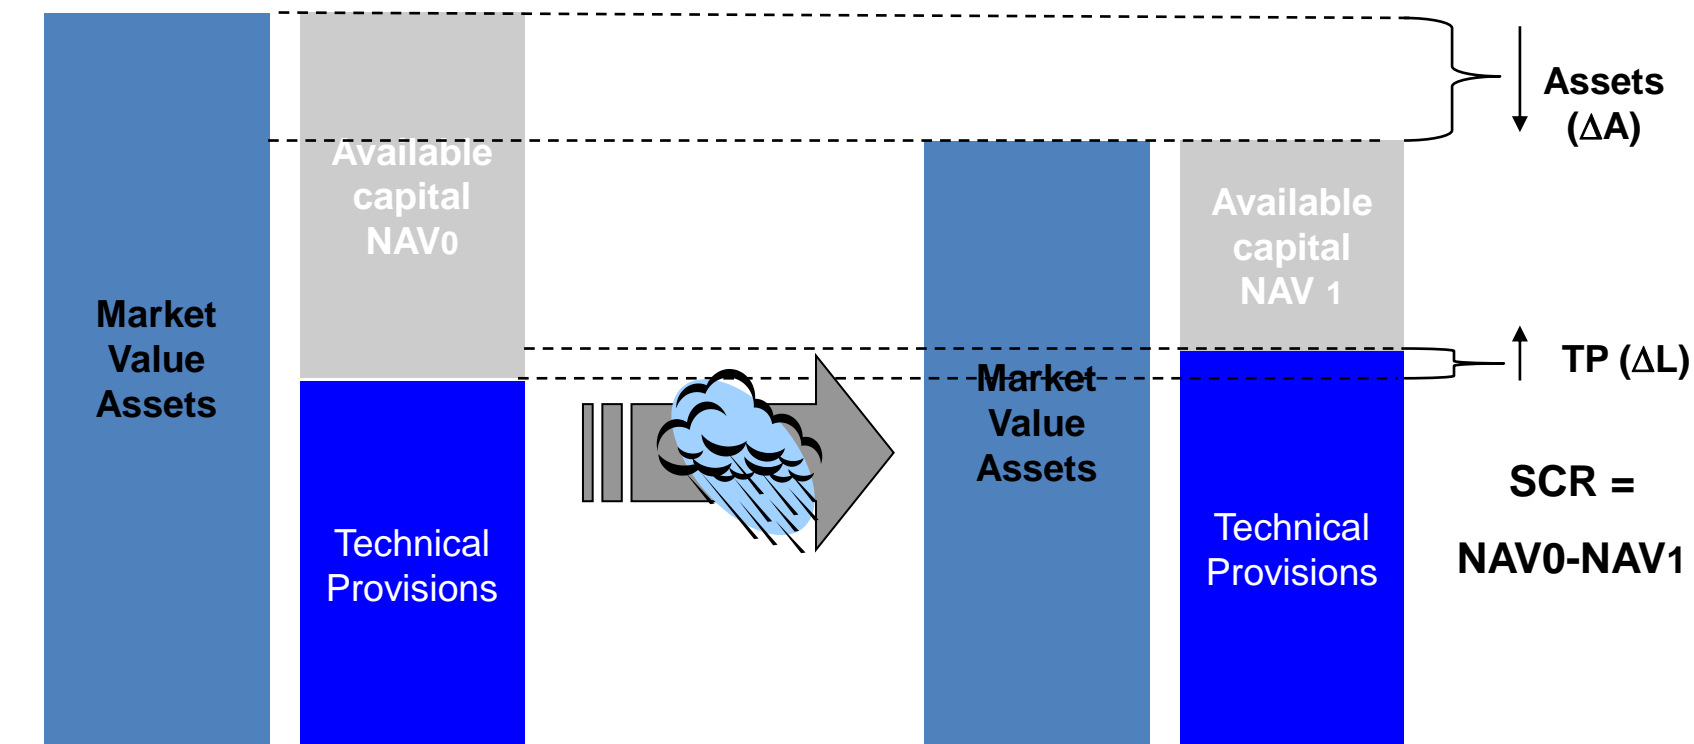 Market
Value
Assets
Available
capital
NAV0
Technical
Provisions
Market
Value
Assets
Available
capital
NAV 1
Technical
Provisions
Assets
(ΔA)
TP (ΔL)
SCR =
NAV0-NAV1